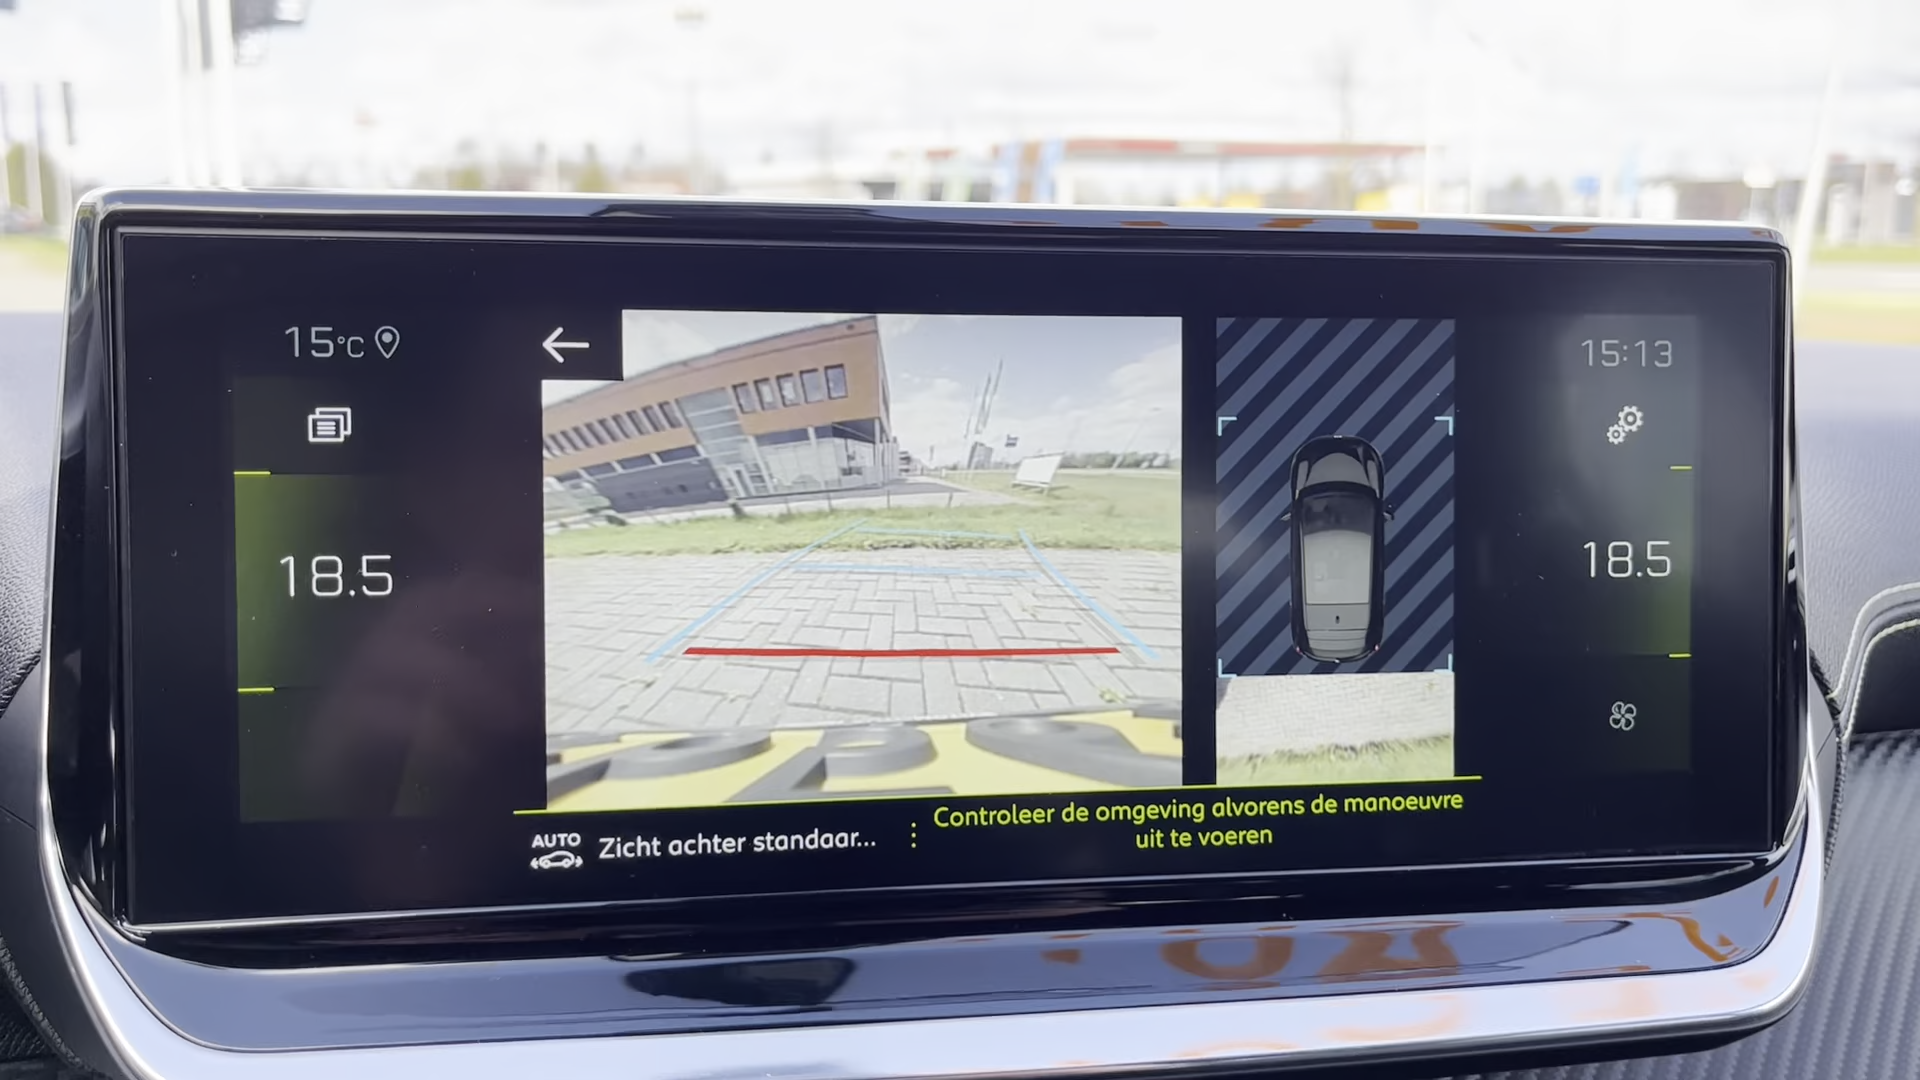 15°C
15:13
18.5
18.5
AUTO
Zicht achter standaar...
Controleer de omgeving alvorens de manoeuvre
uit te voeren